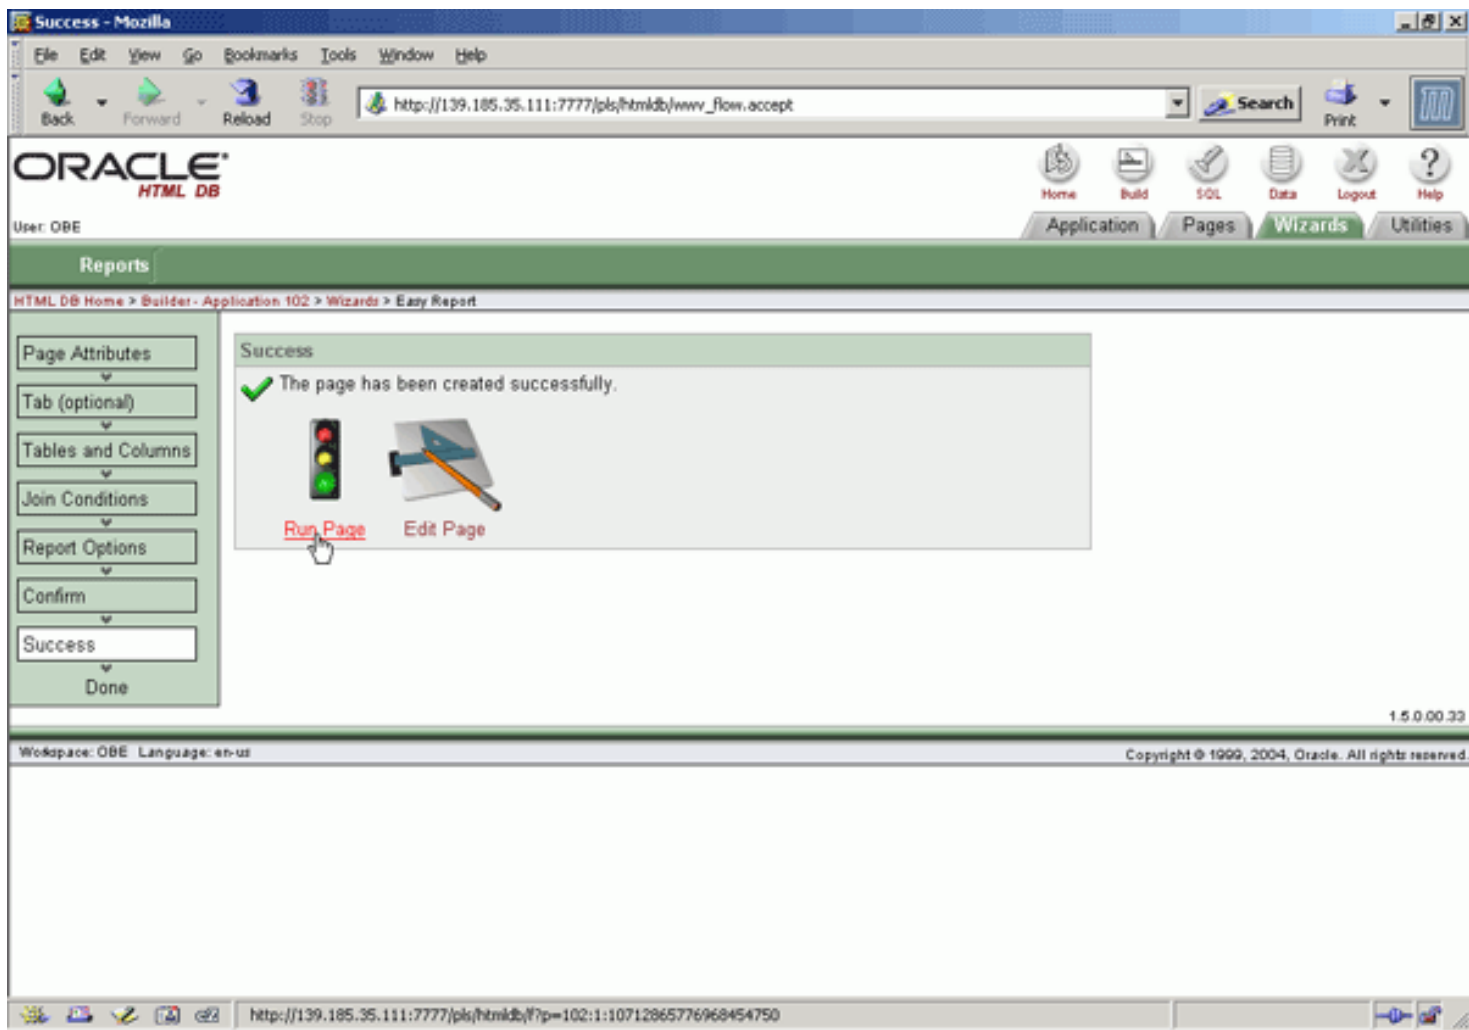 Success - Mozilla
File Edit View Go Bookmarks Tools Window Help
Back Forward Reload Stop http://139.185.35.111:7777/pls/htmldb/wwv_flow.accept Search Print
ORACLE
HTML DB
Home Build SQL Data Logout Help
User: OBE
Application Pages Wizards Utilities
Reports
HTML DB Home > Builder - Application 102 > Wizards > Easy Report
Page Attributes
Tab (optional)
Tables and Columns
Join Conditions
Report Options
Confirm
Success
Done
Success
The page has been created successfully.
Run Page Edit Page
1.5.0.00.33
Workspace: OBE Language: en-us
Copyright © 1999, 2004, Oracle. All rights reserved.
http://139.185.35.111:7777/pls/htmldb/f?p=102:1:10712865776968454750